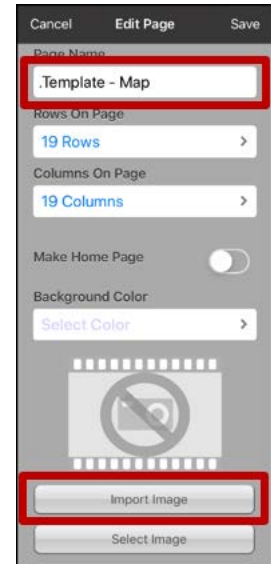 Cancel Edit Page Save
Page Name
.Template - Map
Rows On Page
19 Rows
Columns On Page
19 Columns
Make Home Page
Background Color
Select Color
Import Image
Select Image